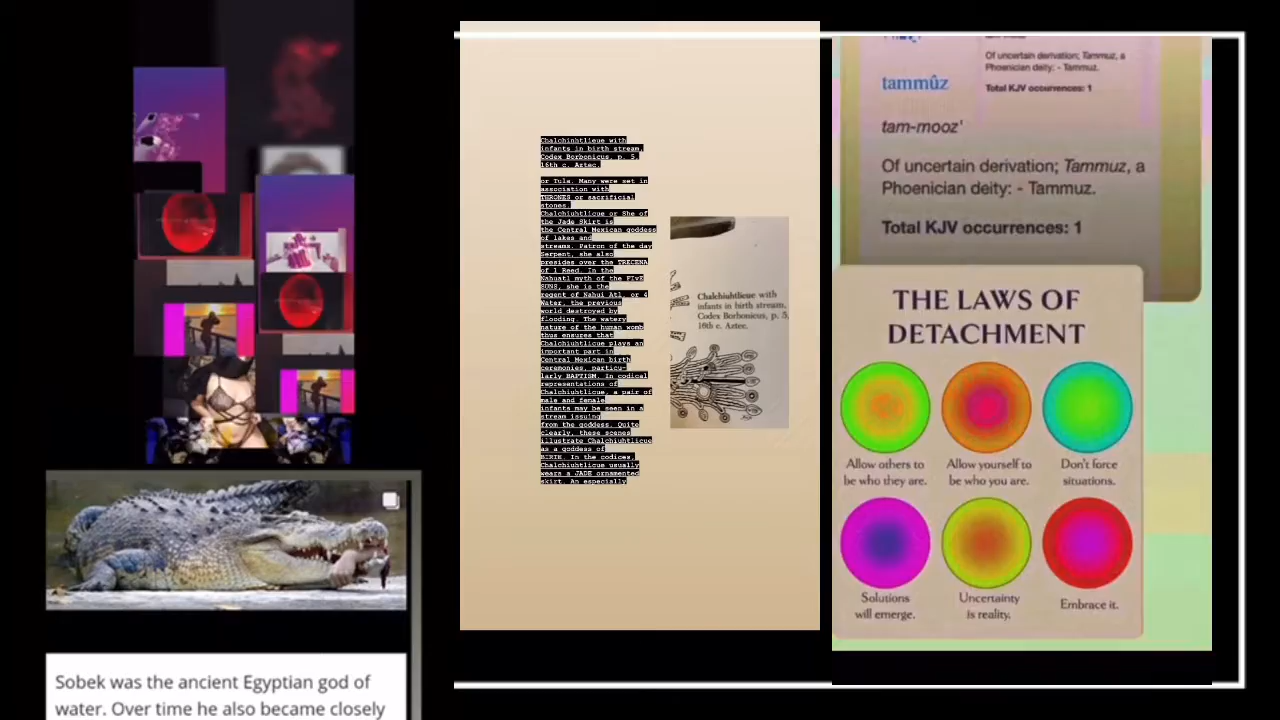 Sobek was the ancient Egyptian god of
water. Over time he also became closely
Chalchiuhtlicue with
infants in birth stream,
Codex Borbonicus, p. 5,
16th c. Aztec.
or Tula. Many were set in
association with
THRONES or sacrificial
stones.
Chalchiuhtlicue or She of
the Jade Skirt is
the Central Mexican goddess
of lakes and
streams. Patron of the day
Serpent, she also
presides over the TRECENA
of 1 Reed. In the
Nahuatl myth of the FIvE
SUNS, she is the
regent of Nahui Atl, or 4
Water, the previous
world destroyed by
flooding. The watery
nature of the human womb
thus ensures that
Chalchiuhtlicue plays an
important part in
Central Mexican birth
ceremonies, particu-
larly BAPTISM. In codical
representations of
Chalchiuhtlicue, a pair of
male and female
infants may be seen in a
stream issuing
from the goddess. Quite
clearly, these scenes
illustrate Chalchiuhtlicue
as a goddess of
BIRTH. In the codices,
Chalchiuhtlicue usually
wears a JADE ornamented
skirt. An especially
Chalchiuhtlicue with
infants in birth stream,
Codex Borbonicus, p. 5,
16th c. Aztec.
Of uncertain derivation; Tammuz, a
Phoenician deity: - Tammuz.
Total KJV occurrences: 1
tammûz
tam-mooz'
Of uncertain derivation; Tammuz, a
Phoenician deity: - Tammuz.
Total KJV occurrences: 1
THE LAWS OF
DETACHMENT
Allow others to
be who they are.
Allow yourself to
be who you are.
Don't force
situations.
Solutions
will emerge.
Uncertainty
is reality.
Embrace it.